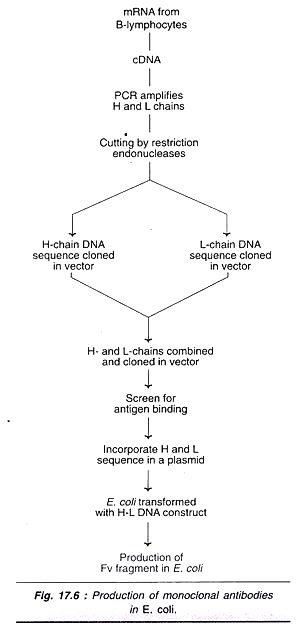 mRNA from
B-lymphocytes
cDNA
PCR amplifies
H and L chains
Cutting by restriction
endonucleases
H-chain DNA
sequence cloned
in vector
L-chain DNA
sequence cloned
in vector
H- and L-chains combined
and cloned in vector
Screen for
antigen binding
Incorporate H and L
sequence in a plasmid
E. coli transformed
with H-L DNA construct
Production of
Fv fragment in E. coli
Fig. 17.6 : Production of monoclonal antibodies
in E. coli.